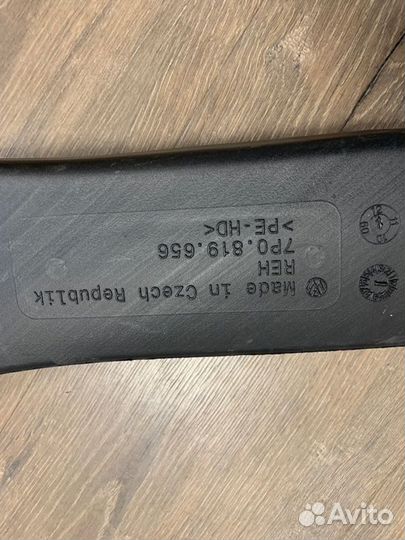 Made in Czech Republik
REH
7P0.819.656
>PE-HD<
Avito